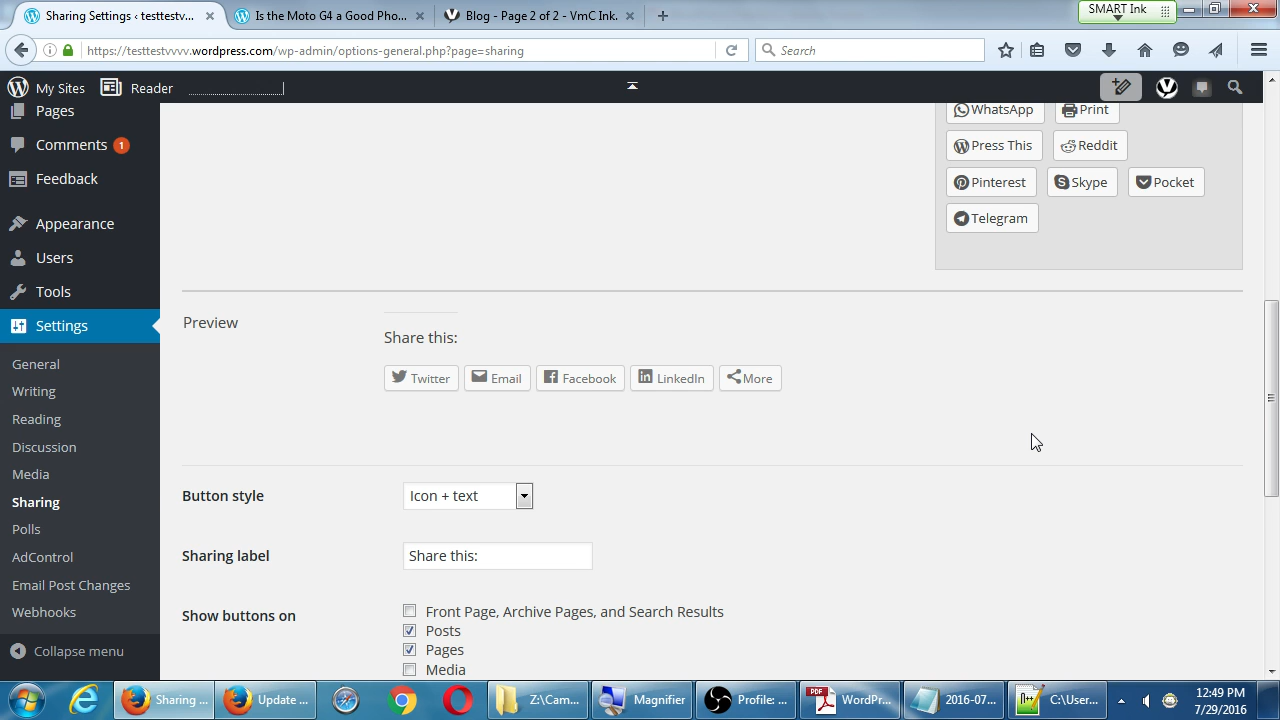 Sharing Settings ‹ testtestv... ×
Is the Moto G4 a Good Pho... ×
Blog - Page 2 of 2 - VmC Ink. ×
SMART Ink
https://testtestvvvv.wordpress.com/wp-admin/options-general.php?page=sharing
Search
My Sites
Reader
Pages
Comments 1
Feedback
Appearance
Users
Tools
Settings
General
Writing
Reading
Discussion
Media
Sharing
Polls
AdControl
Email Post Changes
Webhooks
Collapse menu
WhatsApp Print
Press This Reddit
Pinterest Skype Pocket
Telegram
Preview
Share this:
Twitter Email Facebook LinkedIn More
Button style Icon + text
Sharing label Share this:
Show buttons on
Front Page, Archive Pages, and Search Results
Posts
Pages
Media
Sharing ...
Update ...
Z:\Cam...
Magnifier
Profile: ...
WordPr...
2016-07...
C:\User...
12:49 PM
7/29/2016